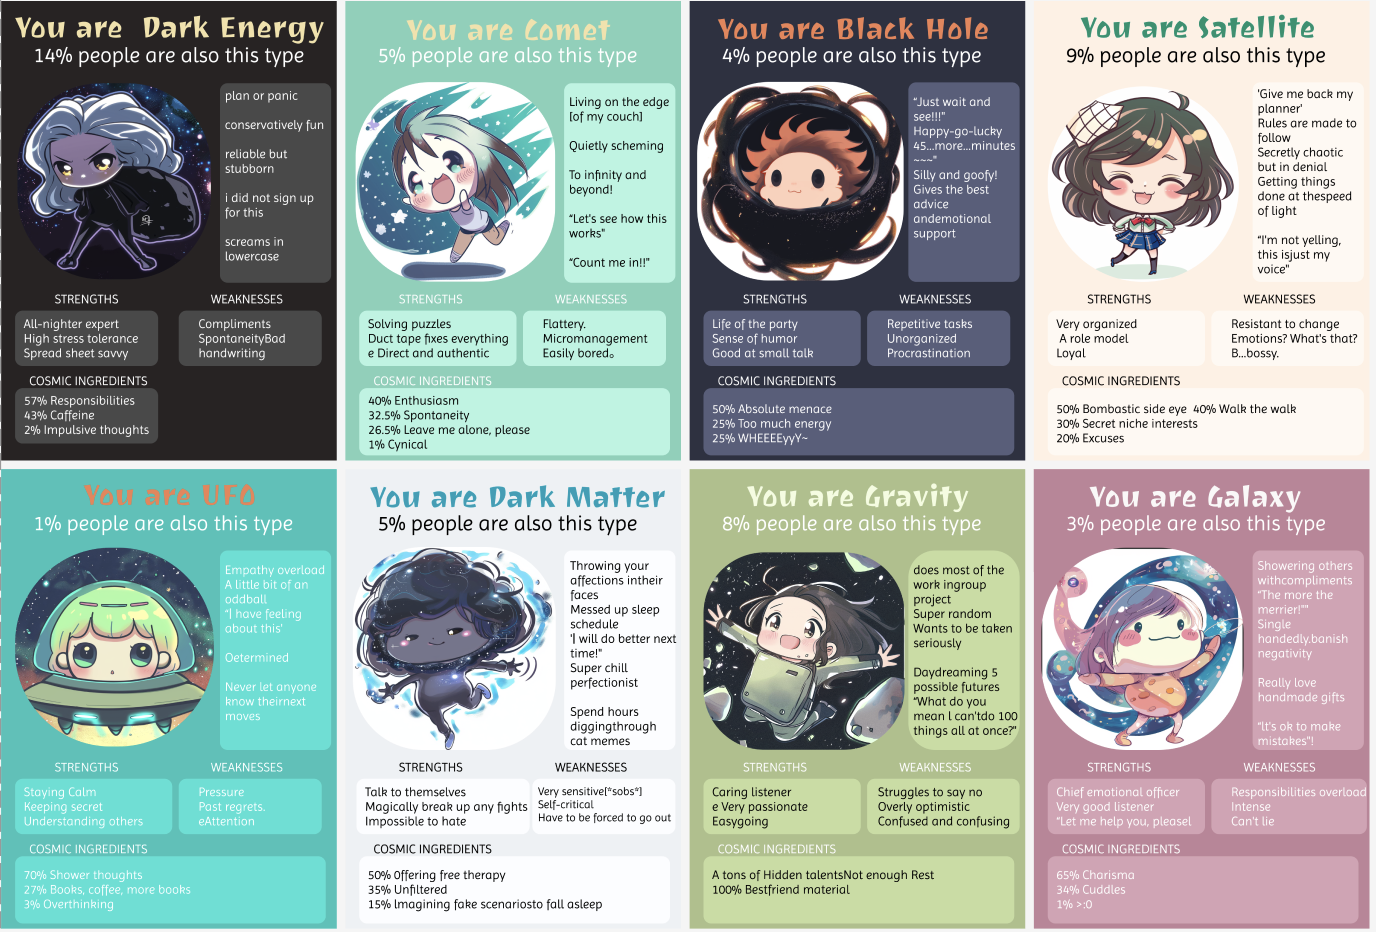 You are  Dark Energy
14% people are also this type
plan or panic
conservatively fun
reliable but
stubborn
i did not sign up
for this
screams in
lowercase
STRENGTHS
WEAKNESSES
All-nighter expert
High stress tolerance
Spread sheet savvy
Compliments
SpontaneityBad
handwriting
COSMIC INGREDIENTS
57% Responsibilities
43% Caffeine
2% Impulsive thoughts
You are Comet
5% people are also this type
Living on the edge
[of my couch]
Quietly scheming
To infinity and
beyond!
“Let's see how this
works”
“Count me in!!”
STRENGTHS
WEAKNESSES
Solving puzzles
Duct tape fixes everything
e Direct and authentic
Flattery.
Micromanagement
Easily bored。
COSMIC INGREDIENTS
40% Enthusiasm
32.5% Spontaneity
26.5% Leave me alone, please
1% Cynical
You are Black Hole
4% people are also this type
“Just wait and
see!!!”
Happy-go-lucky
45...more...minutes
~~~”
Silly and goofy!
Gives the best
advice
andemotional
support
STRENGTHS
WEAKNESSES
Life of the party
Sense of humor
Good at small talk
Repetitive tasks
Unorganized
Procrastination
COSMIC INGREDIENTS
50% Absolute menace
25% Too much energy
25% WHEEEEyyY~
You are Satellite
9% people are also this type
'Give me back my
planner'
Rules are made to
follow
Secretly chaotic
but in denial
Getting things
done at thespeed
of light
“I'm not yelling,
this isjust my
voice”
STRENGTHS
WEAKNESSES
Very organized
A role model
Loyal
Resistant to change
Emotions? What's that?
B...bossy.
COSMIC INGREDIENTS
50% Bombastic side eye  40% Walk the walk
30% Secret niche interests
20% Excuses
You are UFO
1% people are also this type
Empathy overload
A little bit of an
oddball
“I have feeling
about this'
Oetermined
Never let anyone
know theirnext
moves
STRENGTHS
WEAKNESSES
Staying Calm
Keeping secret
Understanding others
Pressure
Past regrets.
eAttention
COSMIC INGREDIENTS
70% Shower thoughts
27% Books, coffee, more books
3% Overthinking
You are Dark Matter
5% people are also this type
Throwing your
affections intheir
faces
Messed up sleep
schedule
'I will do better next
time!"
Super chill
perfectionist
Spend hours
diggingthrough
cat memes
STRENGTHS
WEAKNESSES
Talk to themselves
Magically break up any fights
Impossible to hate
Very sensitive[*sobs*]
Self-critical
Have to be forced to go out
COSMIC INGREDIENTS
50% Offering free therapy
35% Unfiltered
15% lmagining fake scenariosto fall asleep
You are Gravity
8% people are also this type
does most of the
work ingroup
project
Super random
Wants to be taken
seriously
Daydreaming 5
possible futures
“What do you
mean l can'tdo 100
things all at once?”
STRENGTHS
WEAKNESSES
Caring listener
e Very passionate
Easygoing
Struggles to say no
Overly optimistic
Confused and confusing
COSMIC INGREDIENTS
A tons of Hidden talentsNot enough Rest
100% Bestfriend material
You are Galaxy
3% people are also this type
Showering others
withcompliments
“The more the
merrier!””
Single
handedly.banish
negativity
Really love
handmade gifts
“lt's ok to make
mistakes”!
STRENGTHS
WEAKNESSES
Chief emotional officer
Very good listener
“Let me help you, pleasel
Responsibilities overload
Intense
Can't lie
COSMIC INGREDIENTS
65% Charisma
34% Cuddles
1% >:0